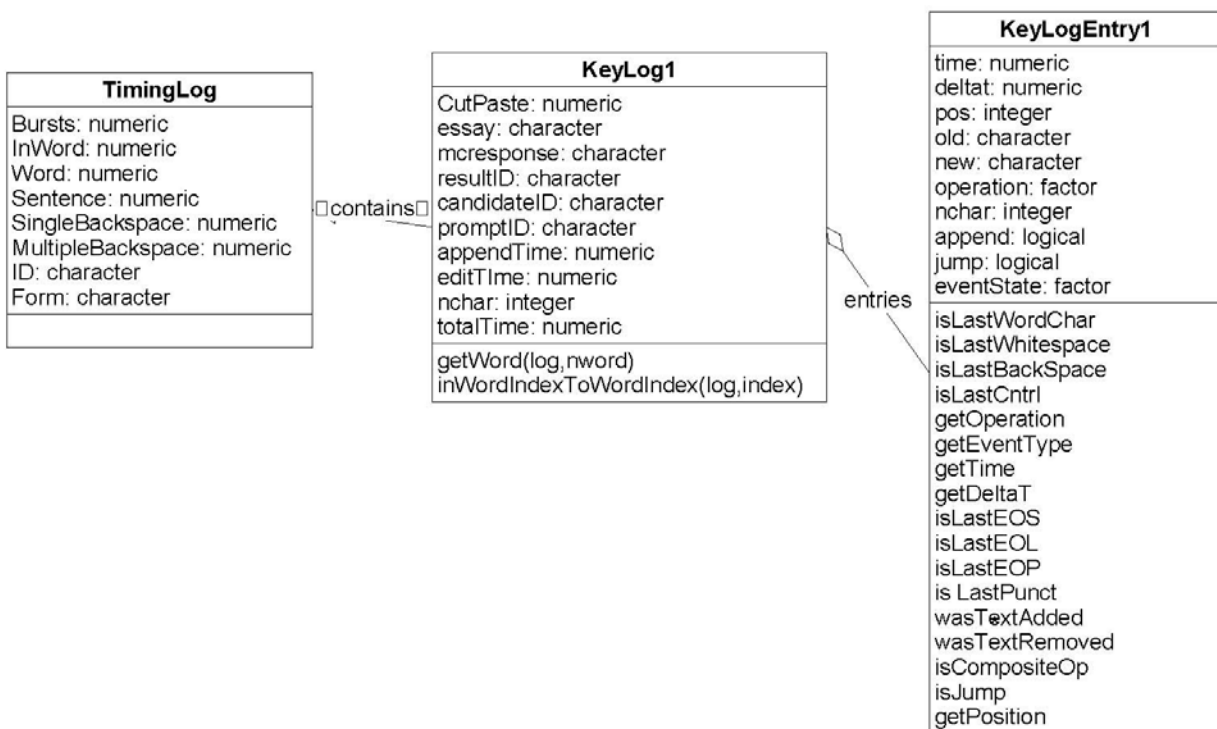 TimingLog
Bursts: numeric
InWord: numeric
Word: numeric
Sentence: numeric
SingleBackspace: numeric
MultipleBackspace: numeric
ID: character
Form: character
contains
KeyLog1
CutPaste: numeric
essay: character
mcresponse: character
resultID: character
candidateID: character
promptID: character
appendTime: numeric
editTIme: numeric
nchar: integer
totalTime: numeric
getWord(log,nword)
inWordIndexToWordIndex(log,index)
entries
KeyLogEntry1
time: numeric
deltat: numeric
pos: integer
old: character
new: character
operation: factor
nchar: integer
append: logical
jump: logical
eventState: factor
isLastWordChar
isLastWhitespace
isLastBackSpace
isLastCntrl
getOperation
getEventType
getTime
getDeltaT
isLastEOS
isLastEOL
isLastEOP
is LastPunct
wasTextAdded
wasTextRemoved
isCompositeOp
isJump
getPosition